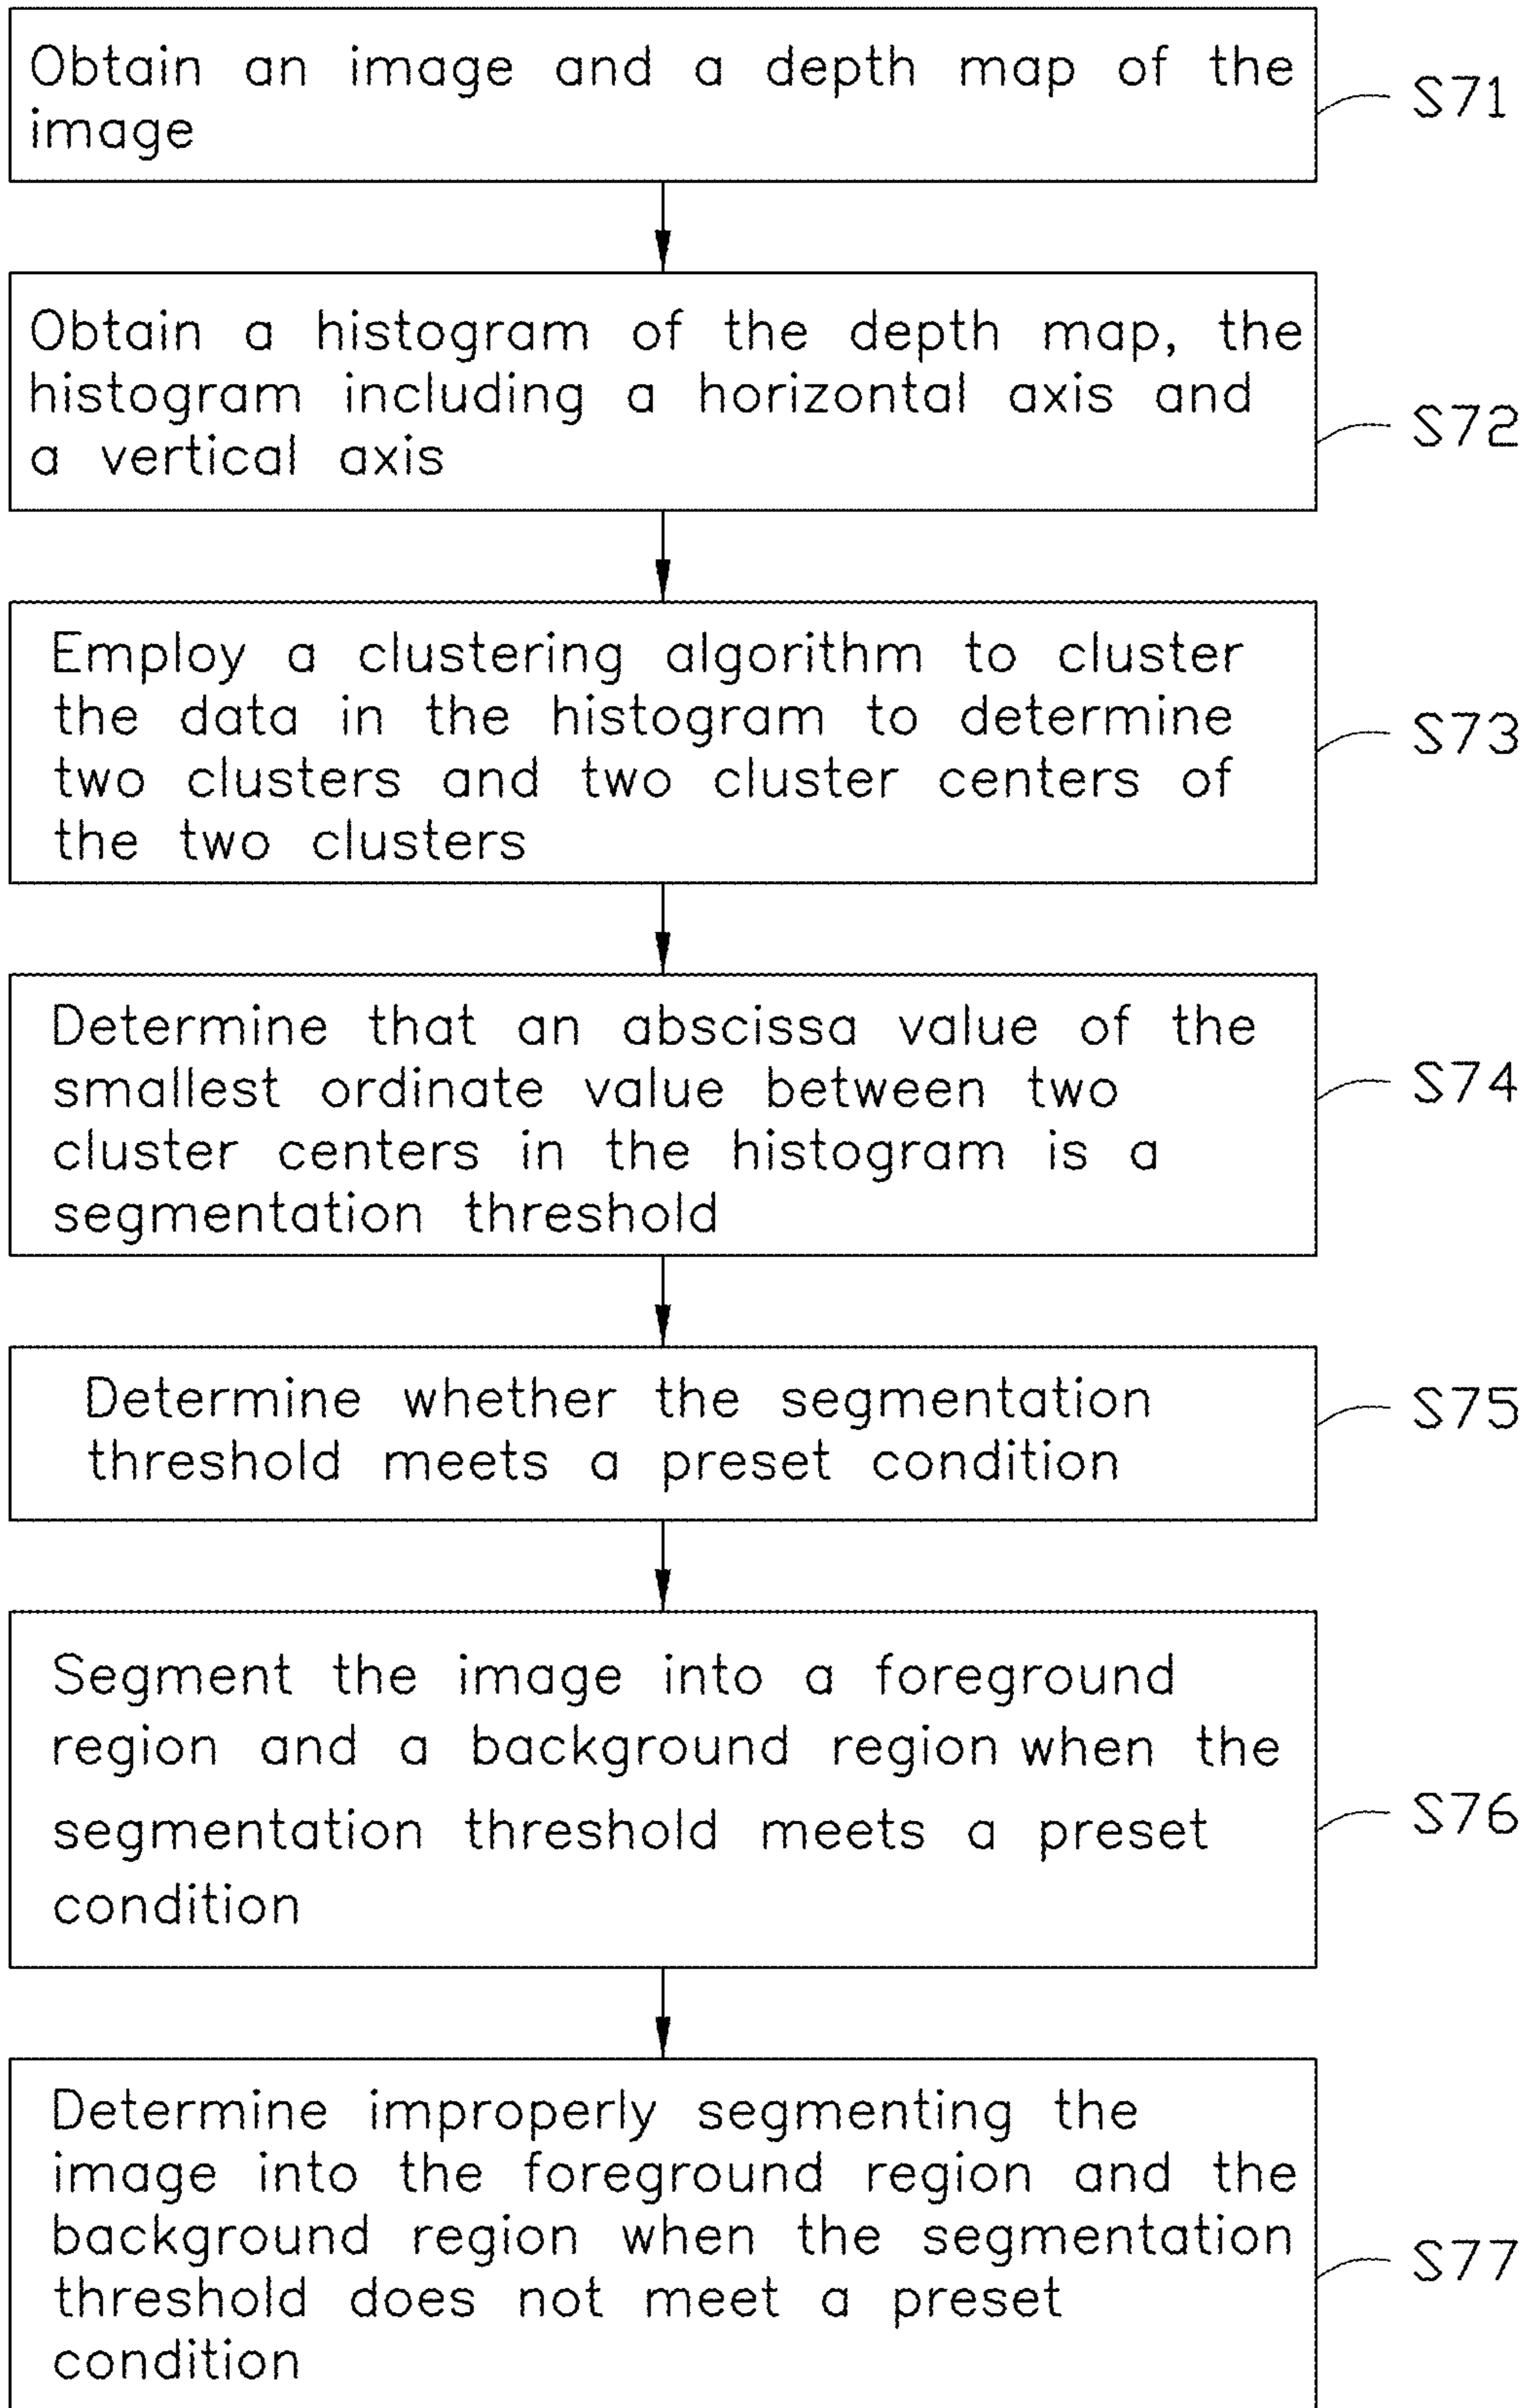 Obtain an image and a depth map of the
image
S71
Obtain a histogram of the depth map, the
histogram including a horizontal axis and
a vertical axis
S72
Employ a clustering algorithm to cluster
the data in the histogram to determine
two clusters and two cluster centers of
the two clusters
S73
Determine that an abscissa value of the
smallest ordinate value between two
cluster centers in the histogram is a
segmentation threshold
S74
Determine whether the segmentation
threshold meets a preset condition
S75
Segment the image into a foreground
region and a background region when the
segmentation threshold meets a preset
condition
S76
Determine improperly segmenting the
image into the foreground region and the
background region when the segmentation
threshold does not meet a preset
condition
S77